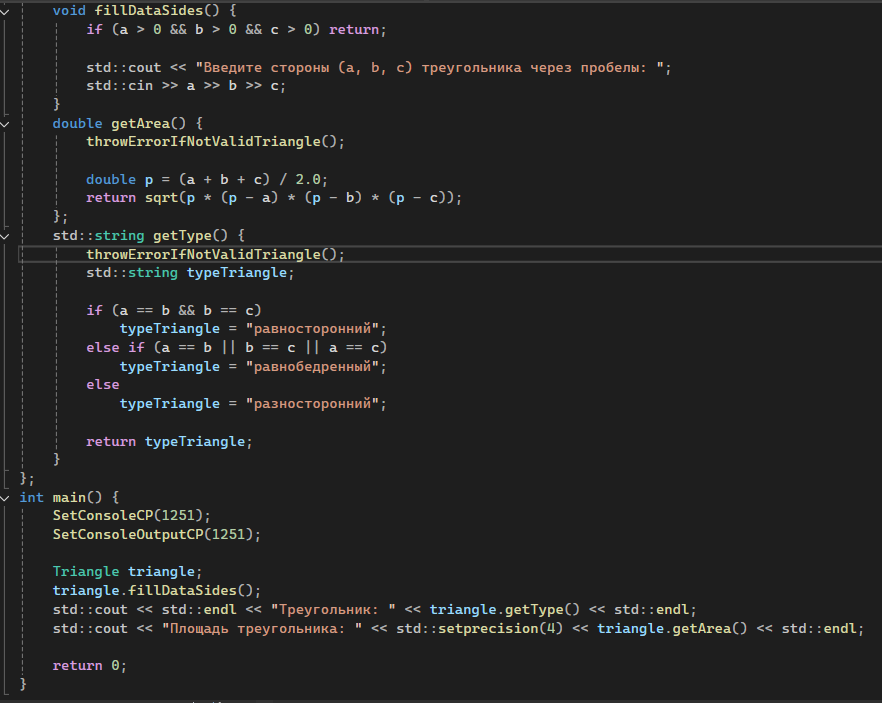 void fillDataSides() {
if (a > 0 && b > 0 && c > 0) return;
std::cout << "Введите стороны (a, b, c) треугольника через пробелы: ";
std::cin >> a >> b >> c;
}
double getArea() {
throwErrorIfNotValidTriangle();
double p = (a + b + c) / 2.0;
return sqrt(p * (p - a) * (p - b) * (p - c));
};
std::string getType() {
throwErrorIfNotValidTriangle();
std::string typeTriangle;
if (a == b && b == c)
typeTriangle = "равносторонний";
else if (a == b || b == c || a == c)
typeTriangle = "равнобедренный";
else
typeTriangle = "разносторонний";
return typeTriangle;
}
};
int main() {
SetConsoleCP(1251);
SetConsoleOutputCP(1251);
Triangle triangle;
triangle.fillDataSides();
std::cout << std::endl << "Треугольник: " << triangle.getType() << std::endl;
std::cout << "Площадь треугольника: " << std::setprecision(4) << triangle.getArea() << std::endl;
return 0;
}